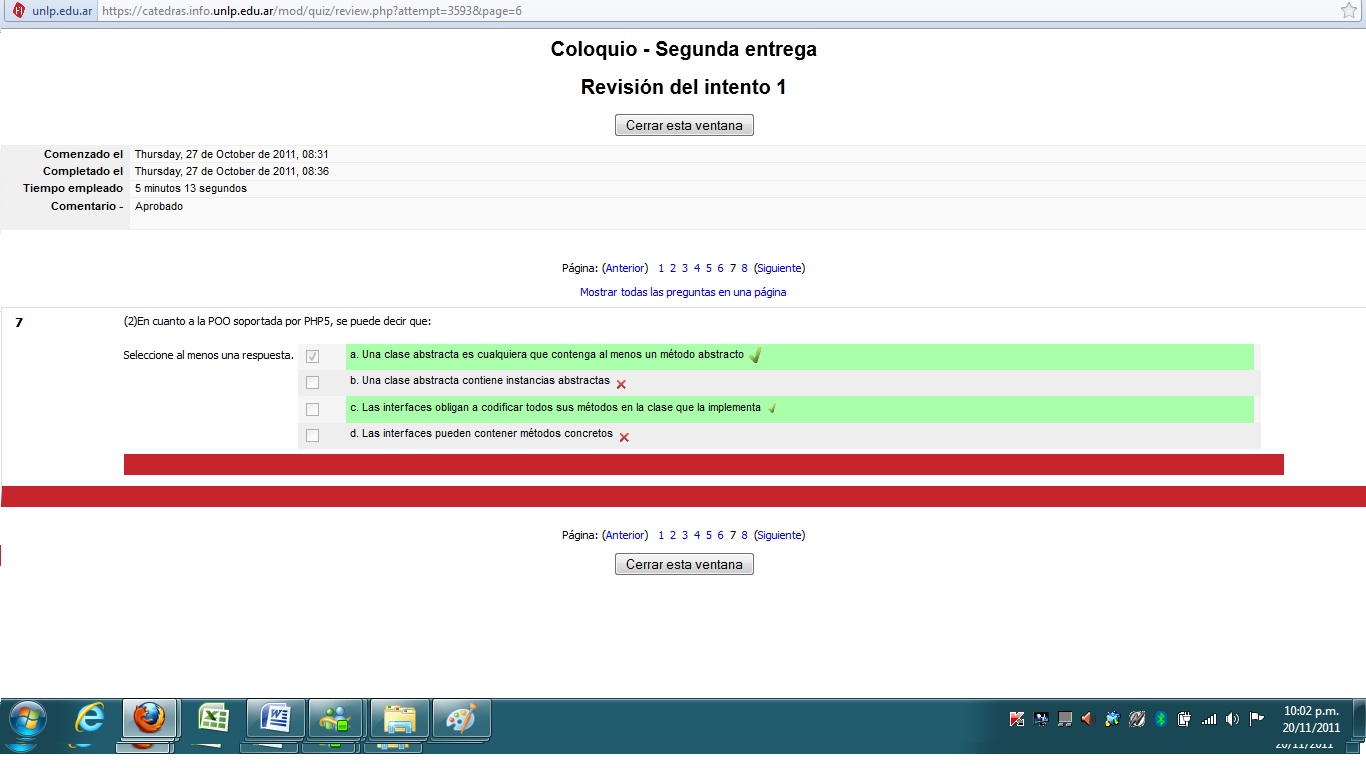 unlp.edu.ar https://catedras.info.unlp.edu.ar/mod/quiz/review.php?attempt=3593&page=6
Coloquio - Segunda entrega
Revisión del intento 1
Cerrar esta ventana
Comenzado el Thursday, 27 de October de 2011, 08:31
Completado el Thursday, 27 de October de 2011, 08:36
Tiempo empleado 5 minutos 13 segundos
Comentario - Aprobado
Página: (Anterior) 1 2 3 4 5 6 7 8 (Siguiente)
Mostrar todas las preguntas en una página
7 (2)En cuanto a la POO soportada por PHP5, se puede decir que:
Seleccione al menos una respuesta. a. Una clase abstracta es cualquiera que contenga al menos un método abstracto
b. Una clase abstracta contiene instancias abstractas
c. Las interfaces obligan a codificar todos sus métodos en la clase que la implementa
d. Las interfaces pueden contener métodos concretos
Página: (Anterior) 1 2 3 4 5 6 7 8 (Siguiente)
Cerrar esta ventana
10:02 p.m.
20/11/2011
20/11/2011